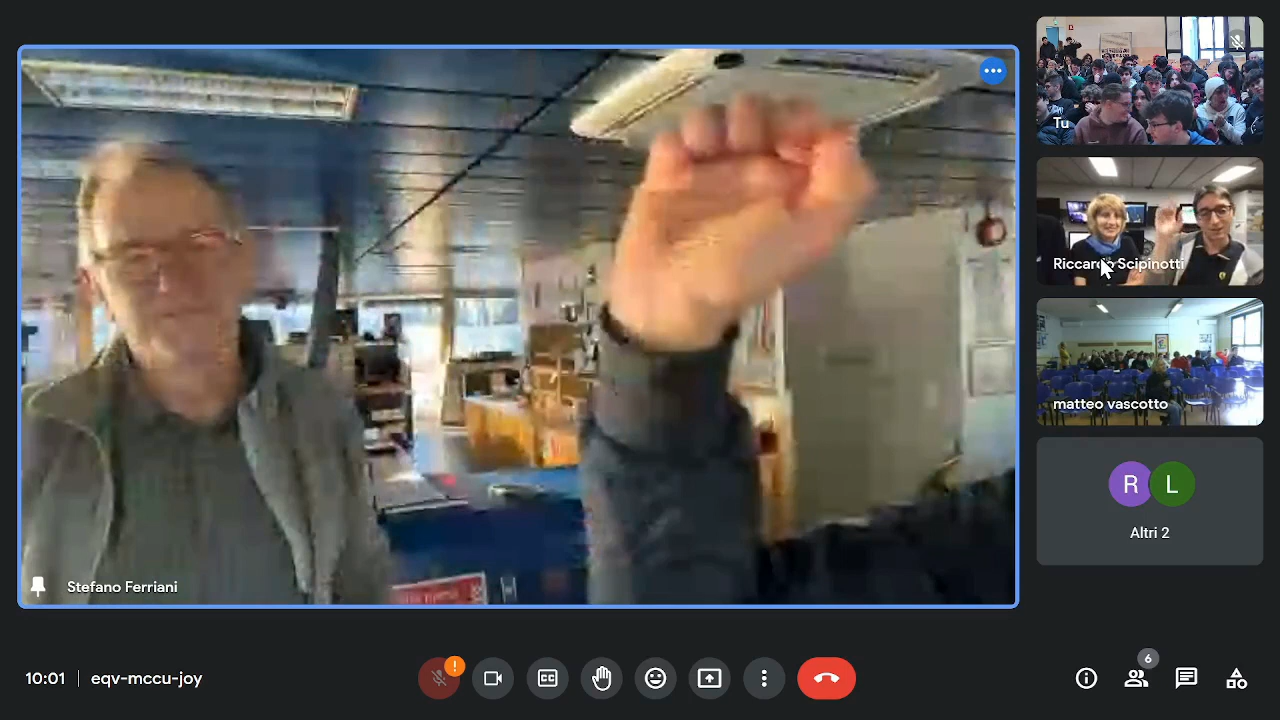 Tu
Riccardo Scipinotti
matteo vascotto
R
L
Altri 2
Stefano Ferriani
10:01
eqv-mccu-joy
6